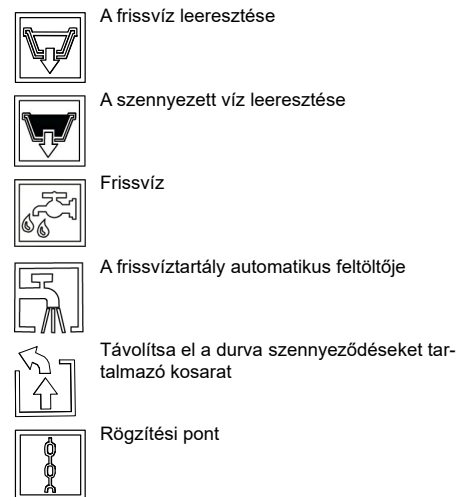 A frissvíz leeresztése
A szennyezett víz leeresztése
Frissvíz
A frissvíztartály automatikus feltöltője
Távolítsa el a durva szennyeződéseket tar-
talmazó kosarat
Rögzítési pont